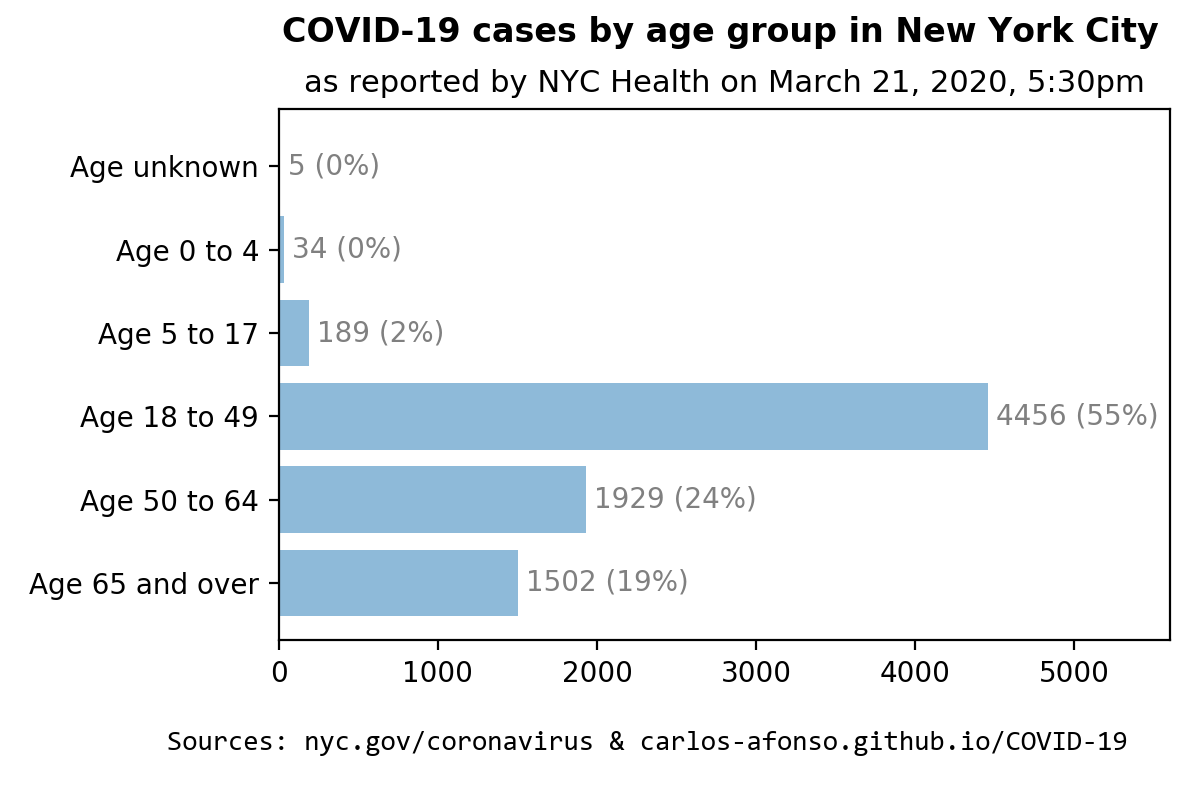 COVID-19 cases by age group in New York City
as reported by NYC Health on March 21, 2020, 5:30pm
Age unknown 5 (0%)
Age 0 to 4 34 (0%)
Age 5 to 17 189 (2%)
Age 18 to 49 4456 (55%)
Age 50 to 64 1929 (24%)
Age 65 and over 1502 (19%)
0 1000 2000 3000 4000 5000
Sources: nyc.gov/coronavirus & carlos-afonso.github.io/COVID-19